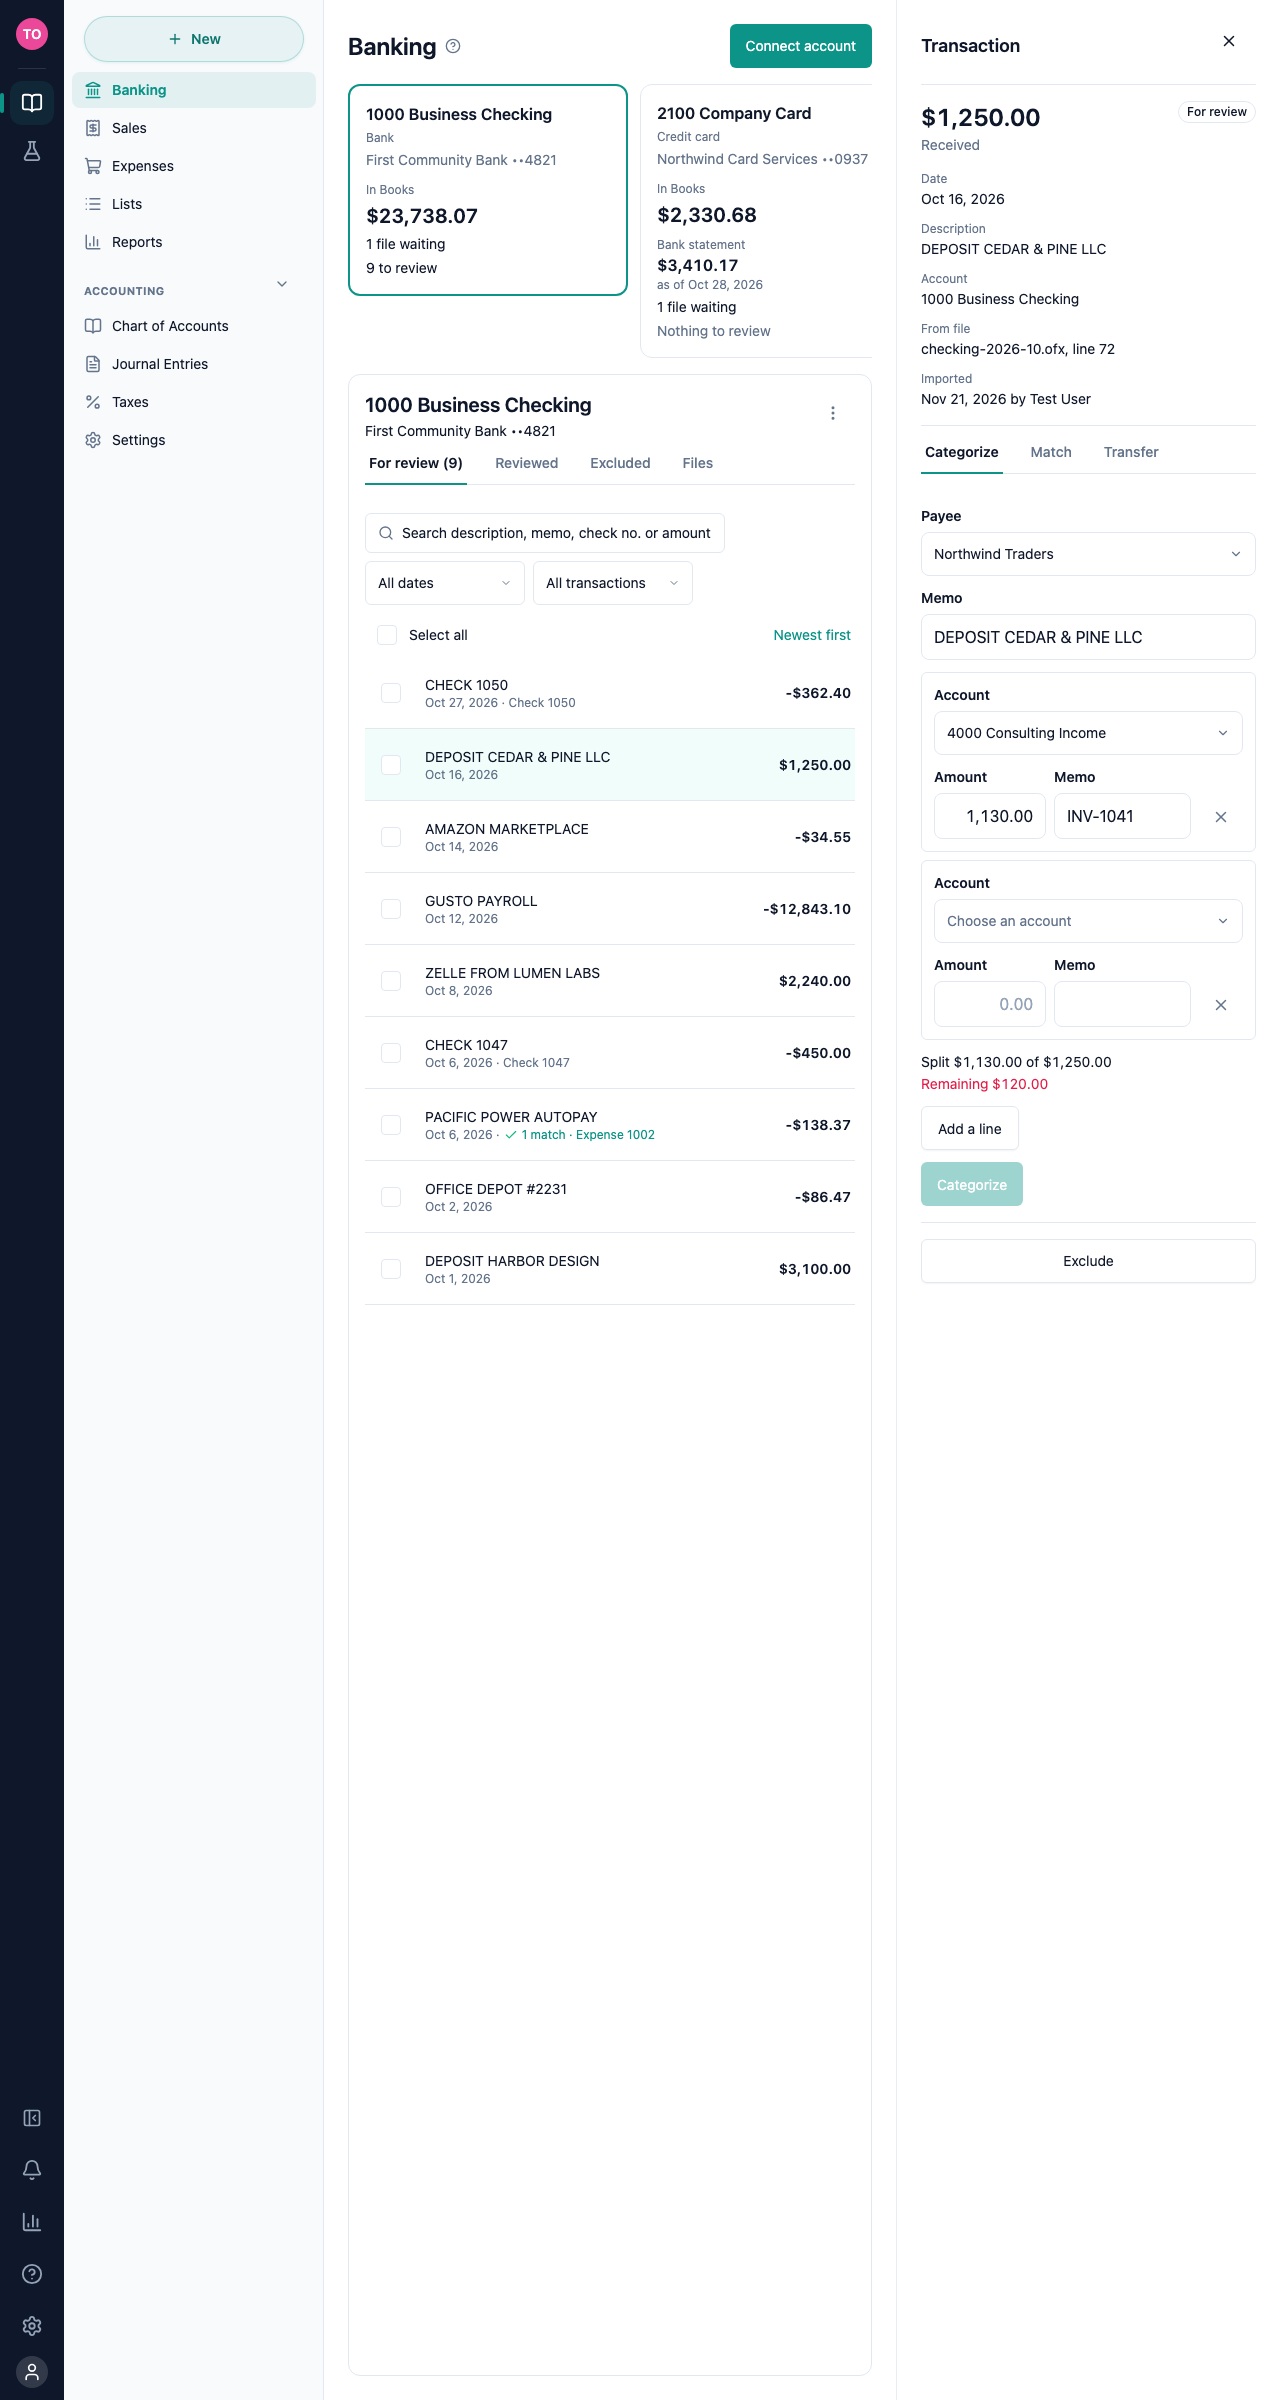 TO
New
Banking
Sales
Expenses
Lists
Reports
ACCOUNTING
Chart of Accounts
Journal Entries
Taxes
Settings
Banking
Connect account
1000 Business Checking
Bank
First Community Bank ••4821
In Books
$23,738.07
1 file waiting
9 to review
2100 Company Card
Credit card
Northwind Card Services ••0937
In Books
$2,330.68
Bank statement
$3,410.17
as of Oct 28, 2026
1 file waiting
Nothing to review
1000 Business Checking
First Community Bank ••4821
For review (9) Reviewed Excluded Files
Search description, memo, check no. or amount
All dates All transactions
Select all Newest first
CHECK 1050 -$362.40
Oct 27, 2026 · Check 1050
DEPOSIT CEDAR & PINE LLC $1,250.00
Oct 16, 2026
AMAZON MARKETPLACE -$34.55
Oct 14, 2026
GUSTO PAYROLL -$12,843.10
Oct 12, 2026
ZELLE FROM LUMEN LABS $2,240.00
Oct 8, 2026
CHECK 1047 -$450.00
Oct 6, 2026 · Check 1047
PACIFIC POWER AUTOPAY -$138.37
Oct 6, 2026 · 1 match · Expense 1002
OFFICE DEPOT #2231 -$86.47
Oct 2, 2026
DEPOSIT HARBOR DESIGN $3,100.00
Oct 1, 2026
Transaction
$1,250.00 For review
Received
Date
Oct 16, 2026
Description
DEPOSIT CEDAR & PINE LLC
Account
1000 Business Checking
From file
checking-2026-10.ofx, line 72
Imported
Nov 21, 2026 by Test User
Categorize Match Transfer
Payee
Northwind Traders
Memo
DEPOSIT CEDAR & PINE LLC
Account
4000 Consulting Income
Amount Memo
1,130.00 INV-1041
Account
Choose an account
Amount Memo
0.00
Split $1,130.00 of $1,250.00
Remaining $120.00
Add a line
Categorize
Exclude